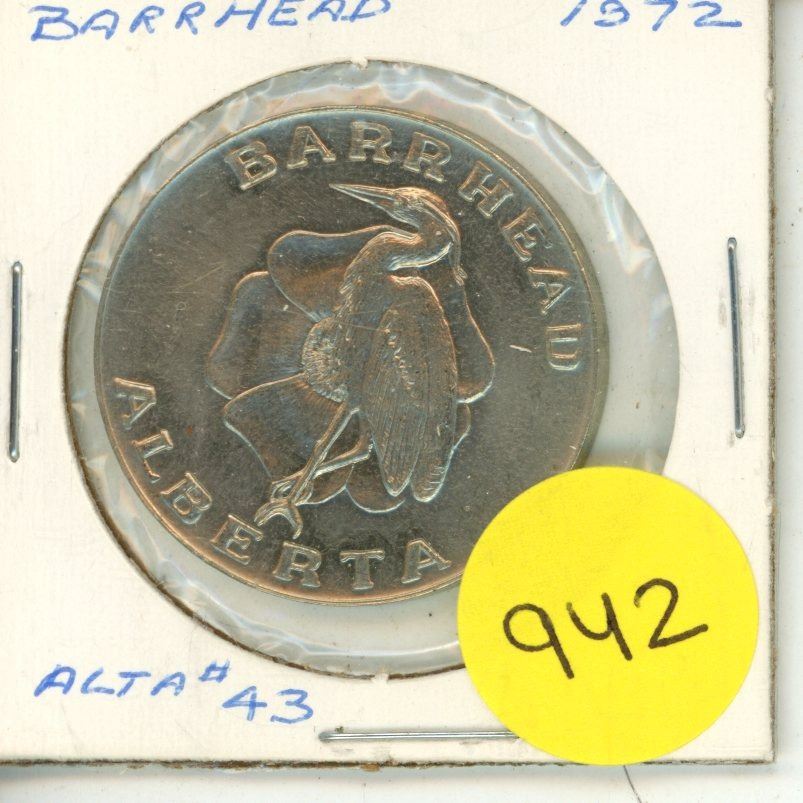 BARRHEAD 1972
BARRHEAD
ALBERTA
942
ALTA # 43